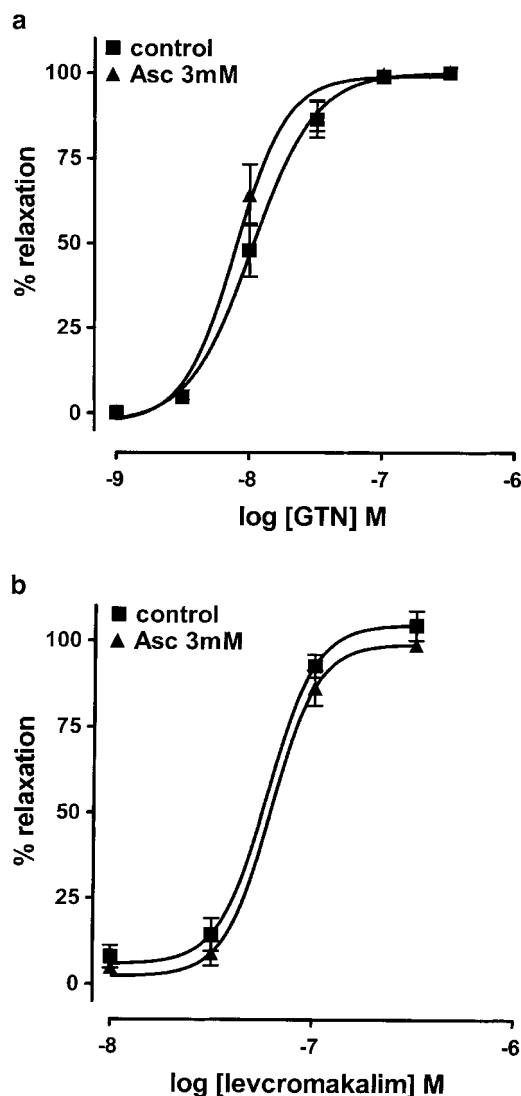 a
■ control
▲ Asc 3mM
100
75
50
25
0
% relaxation
-9 -8 -7 -6
log [GTN] M
b
■ control
▲ Asc 3mM
100
75
50
25
0
% relaxation
-8 -7 -6
log [levcromakalim] M